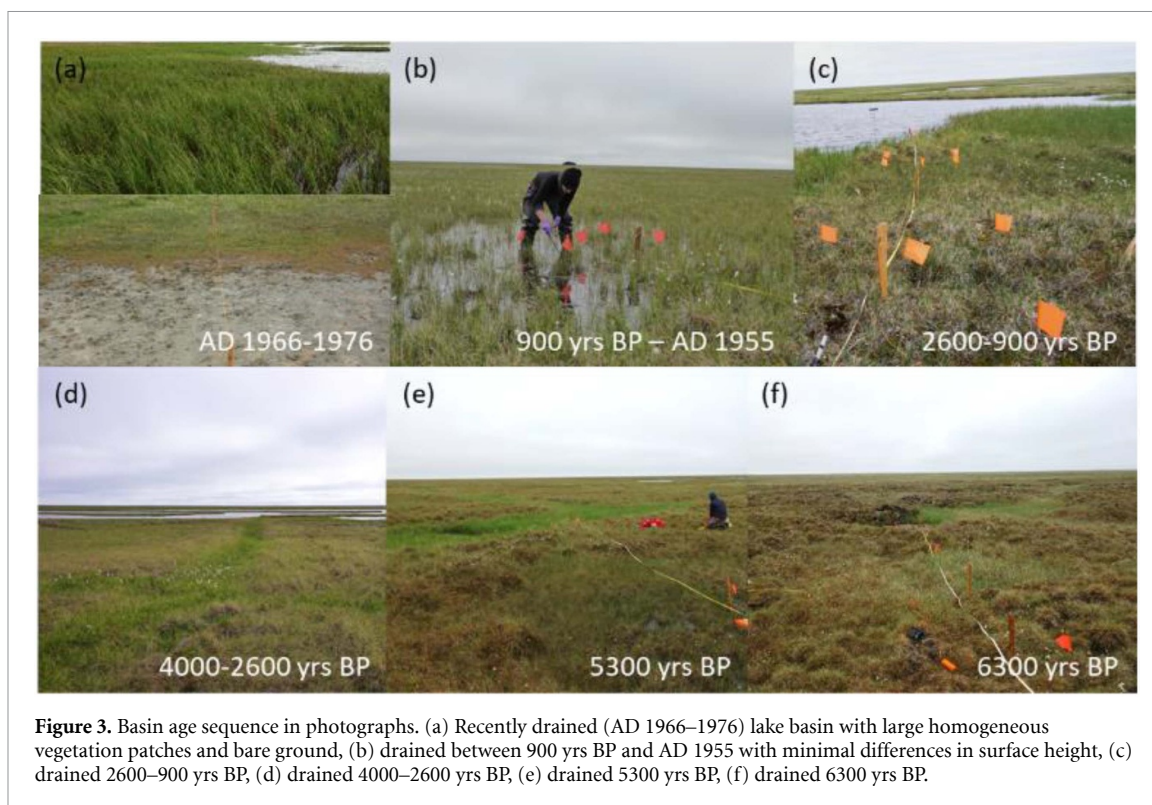 (a)
(b)
(c)
AD 1966-1976
900 yrs BP – AD 1955
2600-900 yrs BP
(d)
(e)
(f)
4000-2600 yrs BP
5300 yrs BP
6300 yrs BP
Figure 3. Basin age sequence in photographs. (a) Recently drained (AD 1966–1976) lake basin with large homogeneous
vegetation patches and bare ground, (b) drained between 900 yrs BP and AD 1955 with minimal differences in surface height, (c)
drained 2600–900 yrs BP, (d) drained 4000–2600 yrs BP, (e) drained 5300 yrs BP, (f) drained 6300 yrs BP.